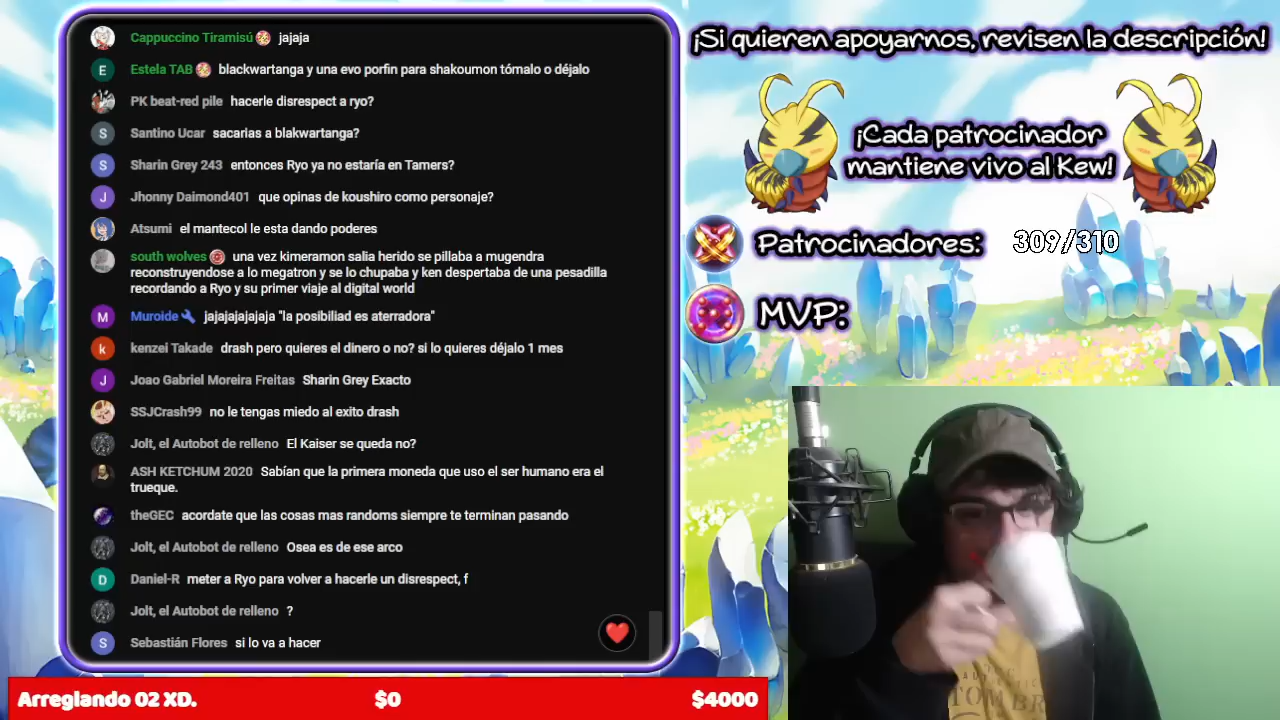 Cappuccino Tiramisú jajaja
Estela TAB blackwartanga y una evo porfin para shakoumon tómalo o déjalo
PK beat-red pile hacerle disrespect a ryo?
Santino Ucar sacarias a blakwartanga?
Sharin Grey 243 entonces Ryo ya no estaría en Tamers?
Jhonny Daimond401 que opinas de koushiro como personaje?
Atsumi el mantecol le esta dando poderes
south wolves una vez kimeramon salia herido se pillaba a mugendra
reconstruyendose a lo megatron y se lo chupaba y ken despertaba de una pesadilla
recordando a Ryo y su primer viaje al digital world
Muroide jajajajajaja "la posibiliad es aterradora"
kenzei Takade drash pero quieres el dinero o no? si lo quieres déjalo 1 mes
Joao Gabriel Moreira Freitas Sharin Grey Exacto
SSJCrash99 no le tengas miedo al exito drash
Jolt, el Autobot de relleno El Kaiser se queda no?
ASH KETCHUM 2020 Sabían que la primera moneda que uso el ser humano era el
trueque.
theGEC acordate que las cosas mas randoms siempre te terminan pasando
Jolt, el Autobot de relleno Osea es de ese arco
Daniel-R meter a Ryo para volver a hacerle un disrespect, f
Jolt, el Autobot de relleno ?
Sebastián Flores si lo va a hacer
E
S
S
J
M
k
J
D
S
Arreglando 02 XD. $0 $4000
¡Si quieren apoyarnos, revisen la descripción!
¡Cada patrocinador
mantiene vivo al Kew!
Patrocinadores: 309/310
MVP:
TOMBR